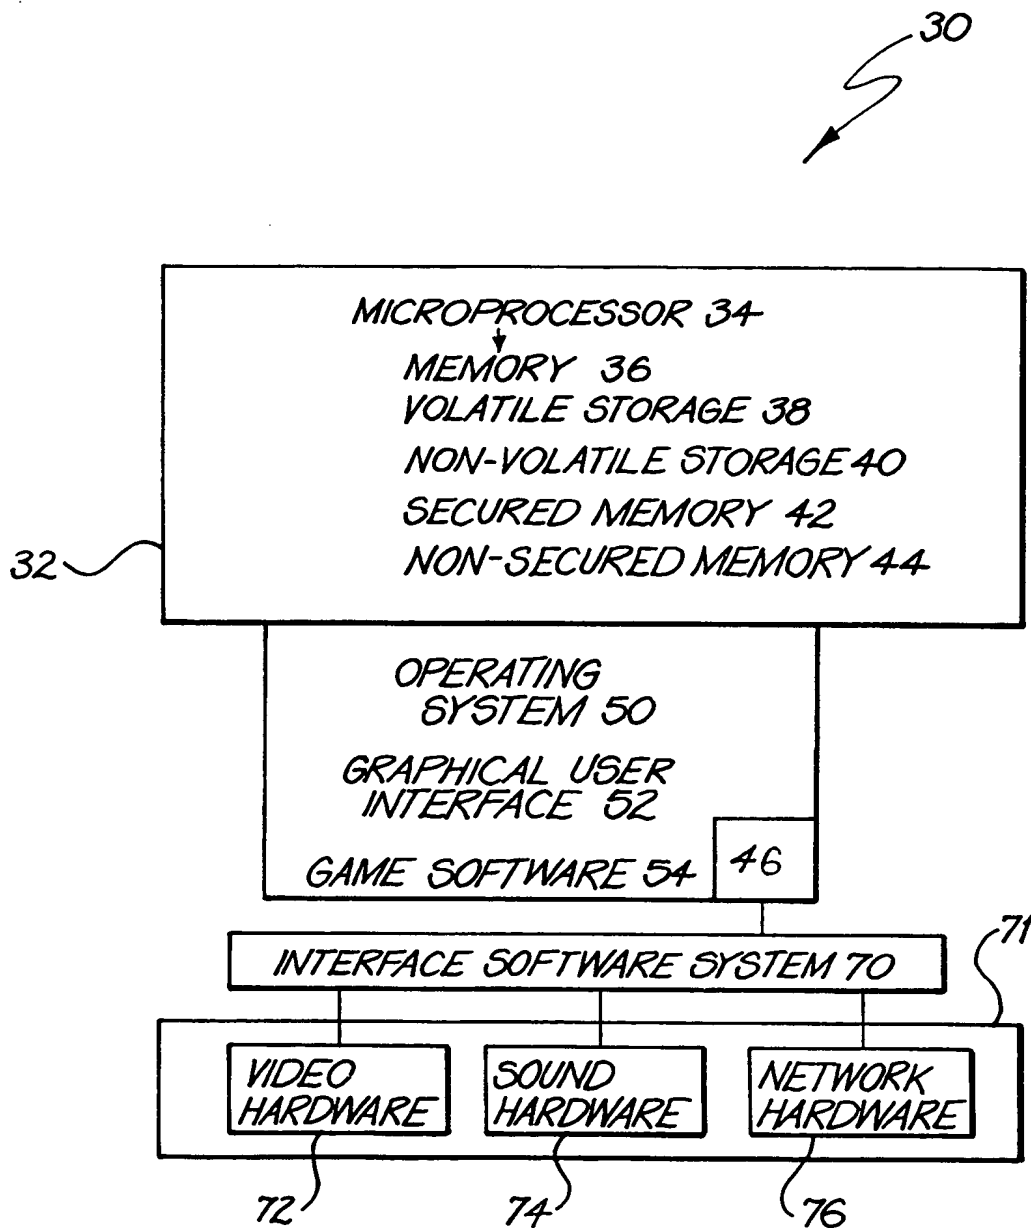 30
MICROPROCESSOR 34
MEMORY 36
VOLATILE STORAGE 38
NON-VOLATILE STORAGE 40
SECURED MEMORY 42
32
NON-SECURED MEMORY 44
OPERATING
SYSTEM 50
GRAPHICAL USER
INTERFACE 52
GAME SOFTWARE 54
46
71
INTERFACE SOFTWARE SYSTEM 70
VIDEO
HARDWARE
SOUND
HARDWARE
NETWORK
HARDWARE
72
74
76